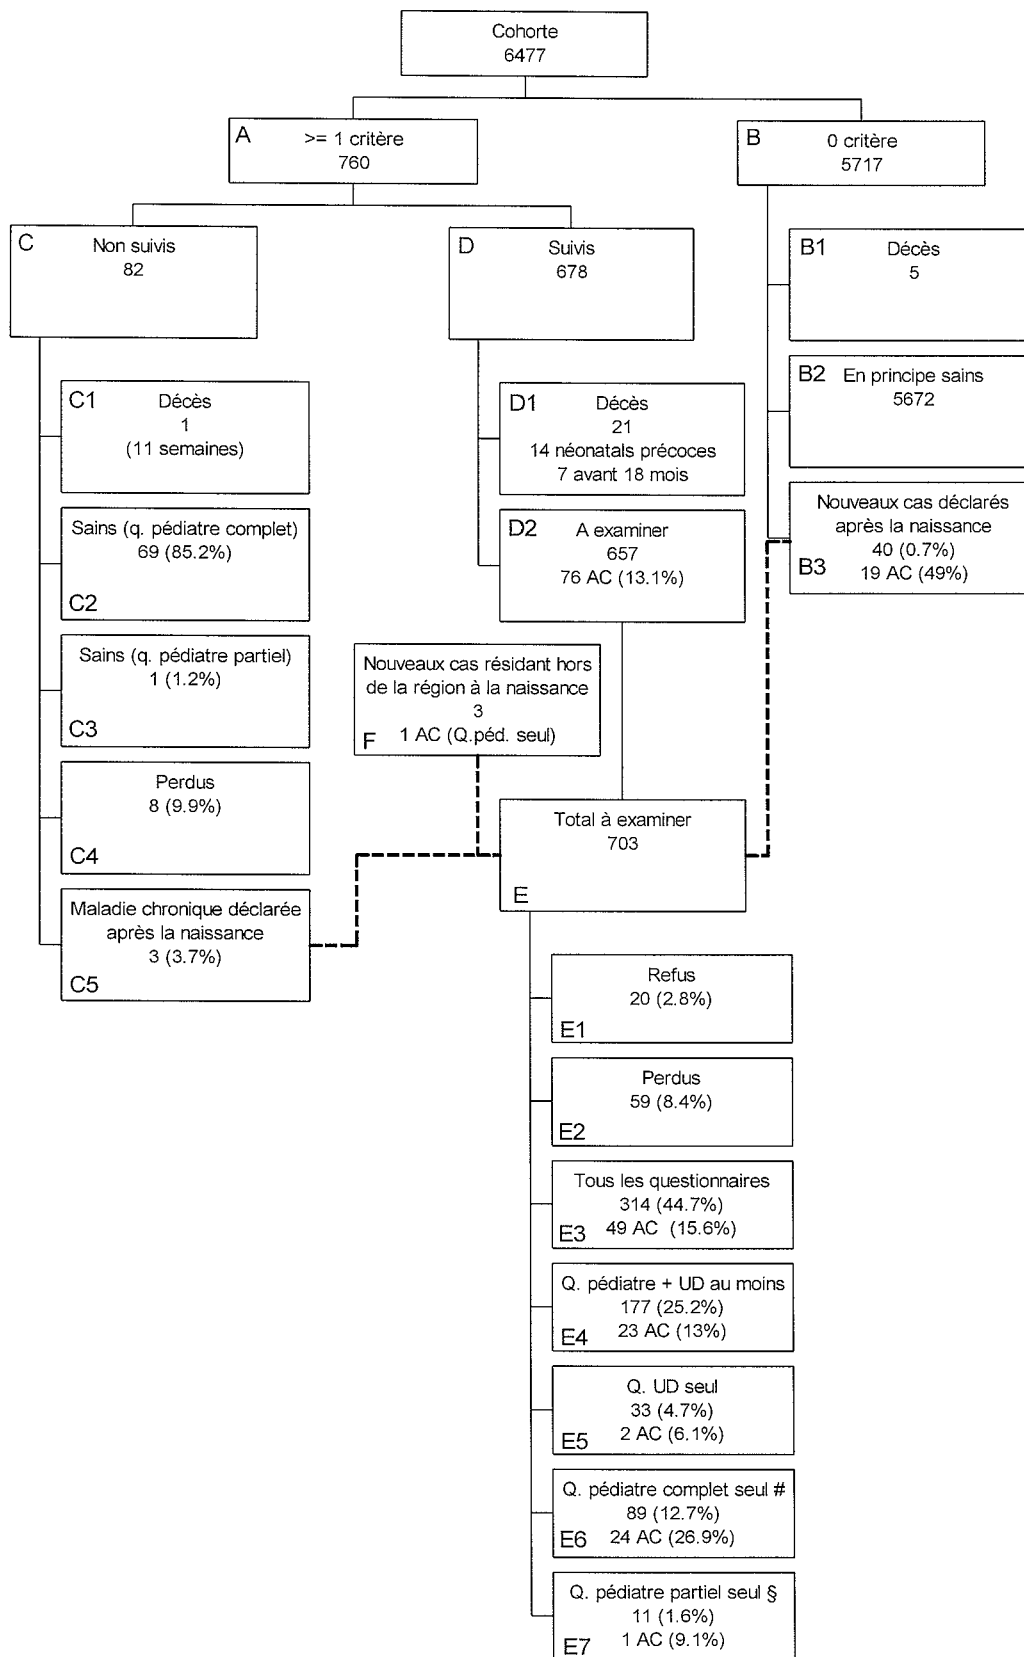 Cohorte
6477
A
>= 1 critère
760
B
0 critère
5717
C
Non suivis
82
D
Suivis
678
B1
Décès
5
B2
En principe sains
5672
Nouveaux cas déclarés
après la naissance
40 (0.7%)
B3
19 AC (49%)
C1
Décès
1
(11 semaines)
Sains (q. pédiatre complet)
69 (85.2%)
C2
Sains (q. pédiatre partiel)
1 (1.2%)
C3
Perdus
8 (9.9%)
C4
Maladie chronique déclarée
après la naissance
3 (3.7%)
C5
D1
Décès
21
14 néonatals précoces
7 avant 18 mois
D2
A examiner
657
76 AC (13.1%)
Nouveaux cas résidant hors
de la région à la naissance
3
F
1 AC (Q.péd. seul)
Total à examiner
703
E
Refus
20 (2.8%)
E1
Perdus
59 (8.4%)
E2
Tous les questionnaires
314 (44.7%)
E3
49 AC (15.6%)
Q. pédiatre + UD au moins
177 (25.2%)
E4
23 AC (13%)
Q. UD seul
33 (4.7%)
E5
2 AC (6.1%)
Q. pédiatre complet seul #
89 (12.7%)
E6
24 AC (26.9%)
Q. pédiatre partiel seul §
11 (1.6%)
E7
1 AC (9.1%)